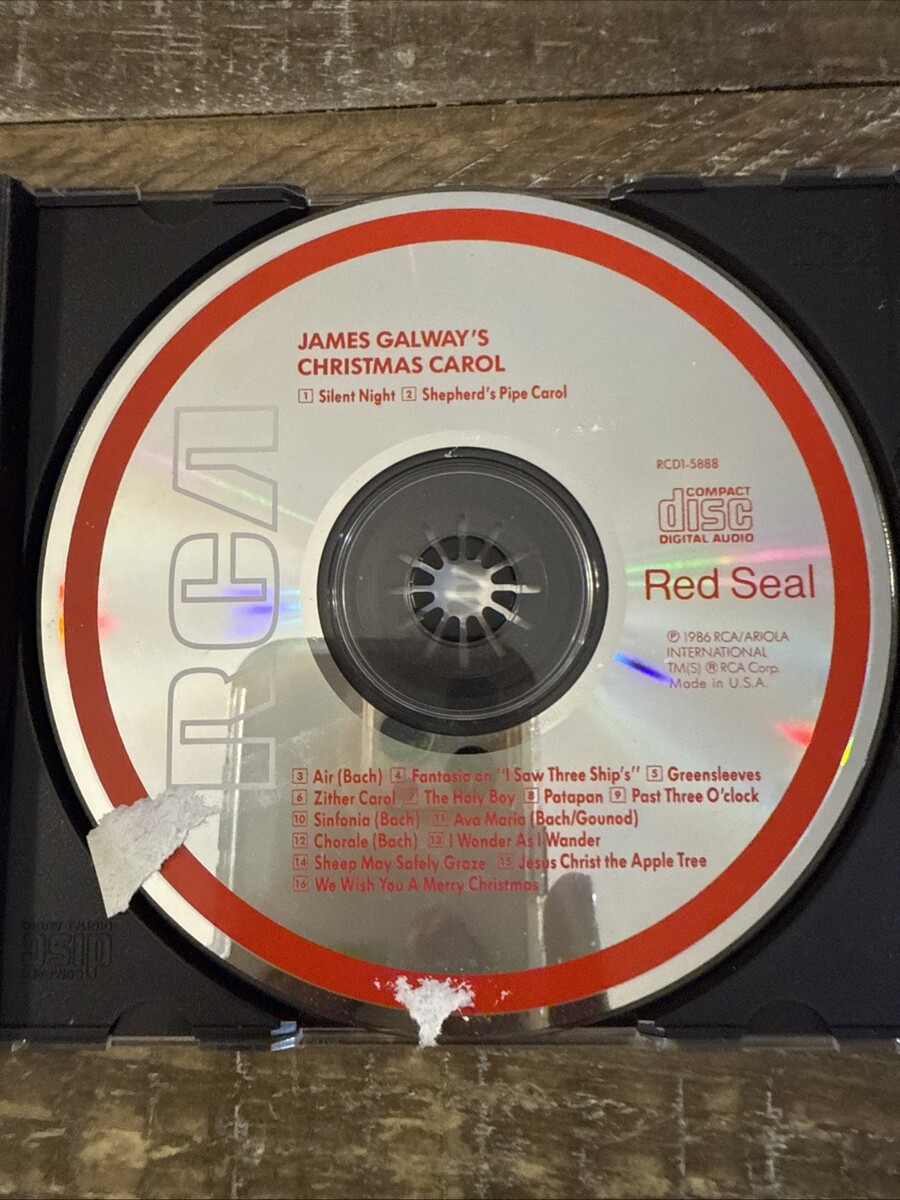 JAMES GALWAY'S
CHRISTMAS CAROL
1 Silent Night 2 Shepherd's Pipe Carol
RCA
RCD1-5888
COMPACT
disc
DIGITAL AUDIO
Red Seal
℗ 1986 RCA/ARIOLA
INTERNATIONAL
TM(S) ® RCA Corp.
Made in U.S.A.
3 Air (Bach) 4 Fantasia on "I Saw Three Ship's" 5 Greensleeves
6 Zither Carol 7 The Holy Boy 8 Patapan 9 Past Three O'clock
10 Sinfonia (Bach) 11 Ava Maria (Bach/Gounod)
12 Chorale (Bach) 13 I Wonder As I Wander
14 Sheep May Safely Graze 15 Jesus Christ the Apple Tree
16 We Wish You A Merry Christmas
disc